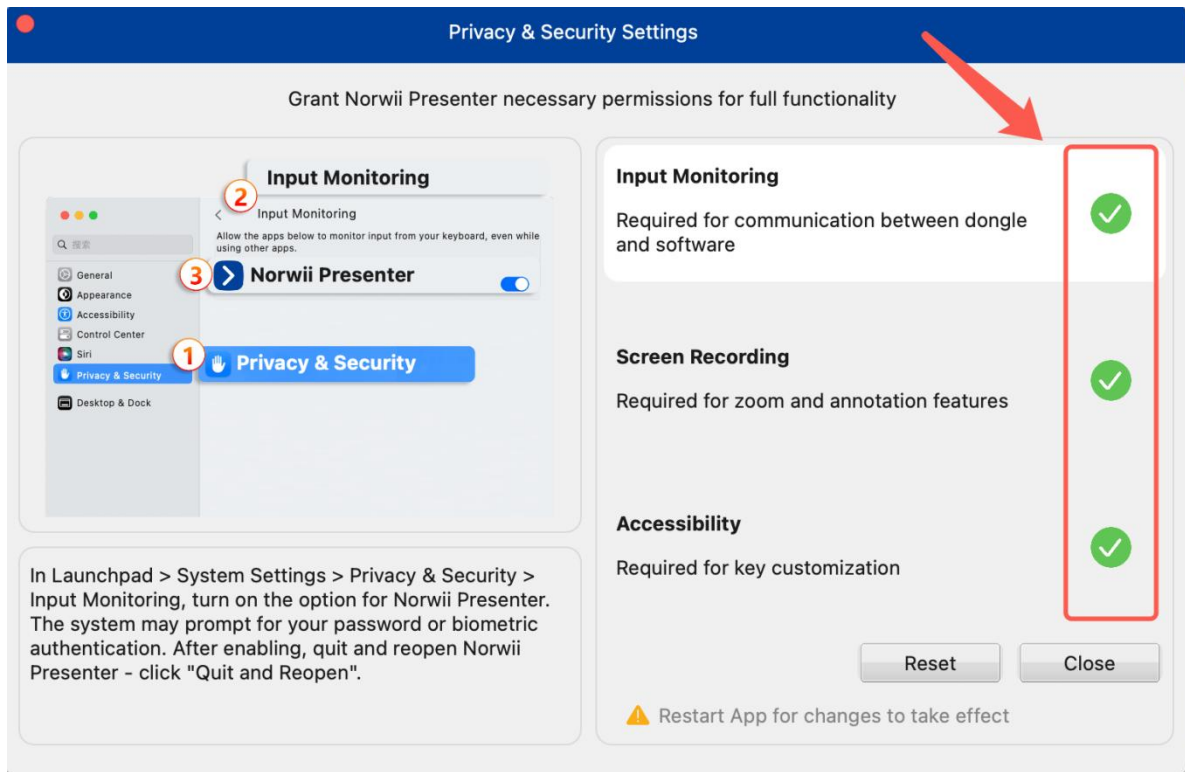 Privacy & Security Settings
Grant Norwii Presenter necessary permissions for full functionality
Input Monitoring
2
Input Monitoring
Allow the apps below to monitor input from your keyboard, even while
using other apps.
3
Norwii Presenter
1
Privacy & Security
搜索
General
Appearance
Accessibility
Control Center
Siri
Privacy & Security
Desktop & Dock
In Launchpad > System Settings > Privacy & Security >
Input Monitoring, turn on the option for Norwii Presenter.
The system may prompt for your password or biometric
authentication. After enabling, quit and reopen Norwii
Presenter - click "Quit and Reopen".
Input Monitoring
Required for communication between dongle
and software
Screen Recording
Required for zoom and annotation features
Accessibility
Required for key customization
Reset
Close
Restart App for changes to take effect